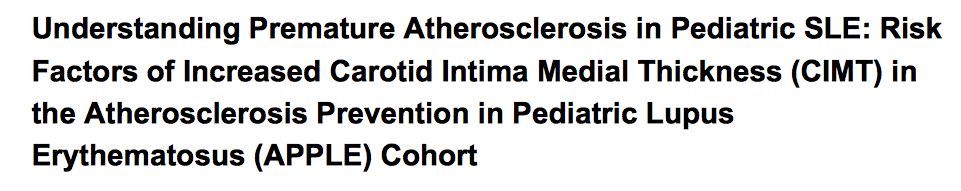 Understanding Premature Atherosclerosis in Pediatric SLE: Risk
Factors of Increased Carotid Intima Medial Thickness (CIMT) in
the Atherosclerosis Prevention in Pediatric Lupus
Erythematosus (APPLE) Cohort